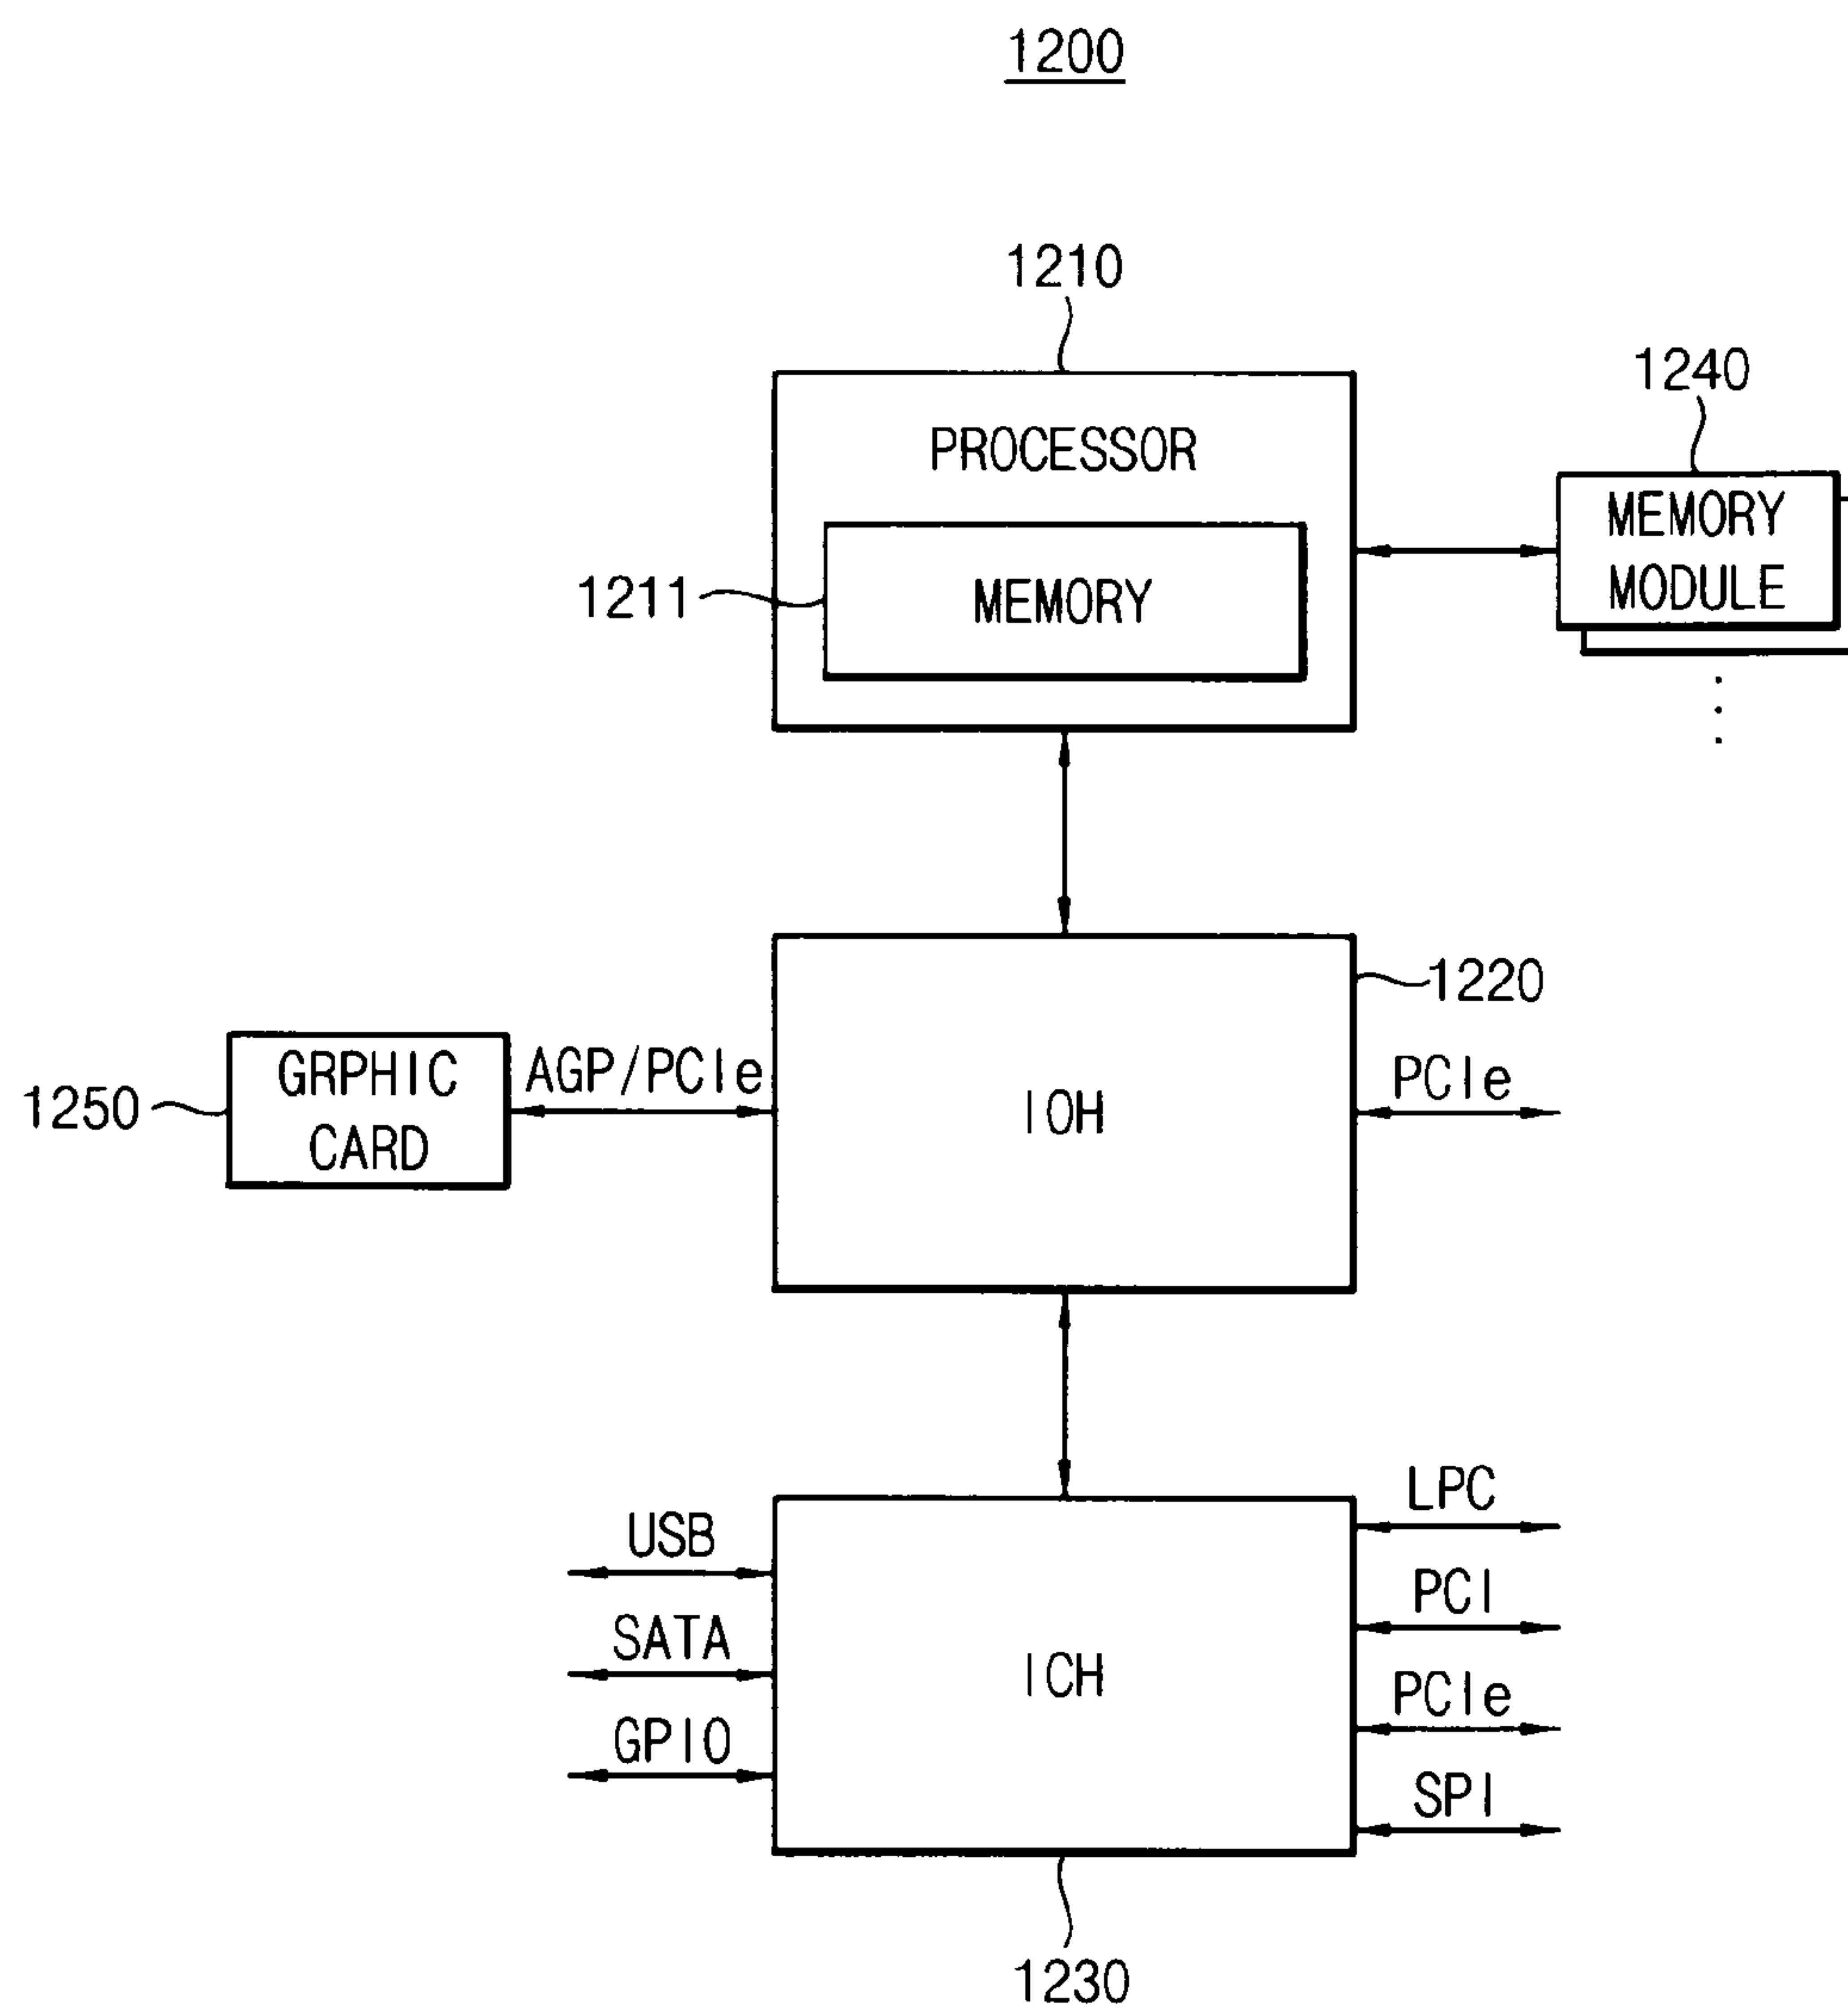 1200
1210
1240
PROCESSOR
MEMORY
MODULE
1211
MEMORY
1220
GRPHIC
CARD
AGP/PCIe
PCIe
1250
IOH
LPC
USB
PCI
SATA
ICH
PCIe
GPIO
SPI
1230